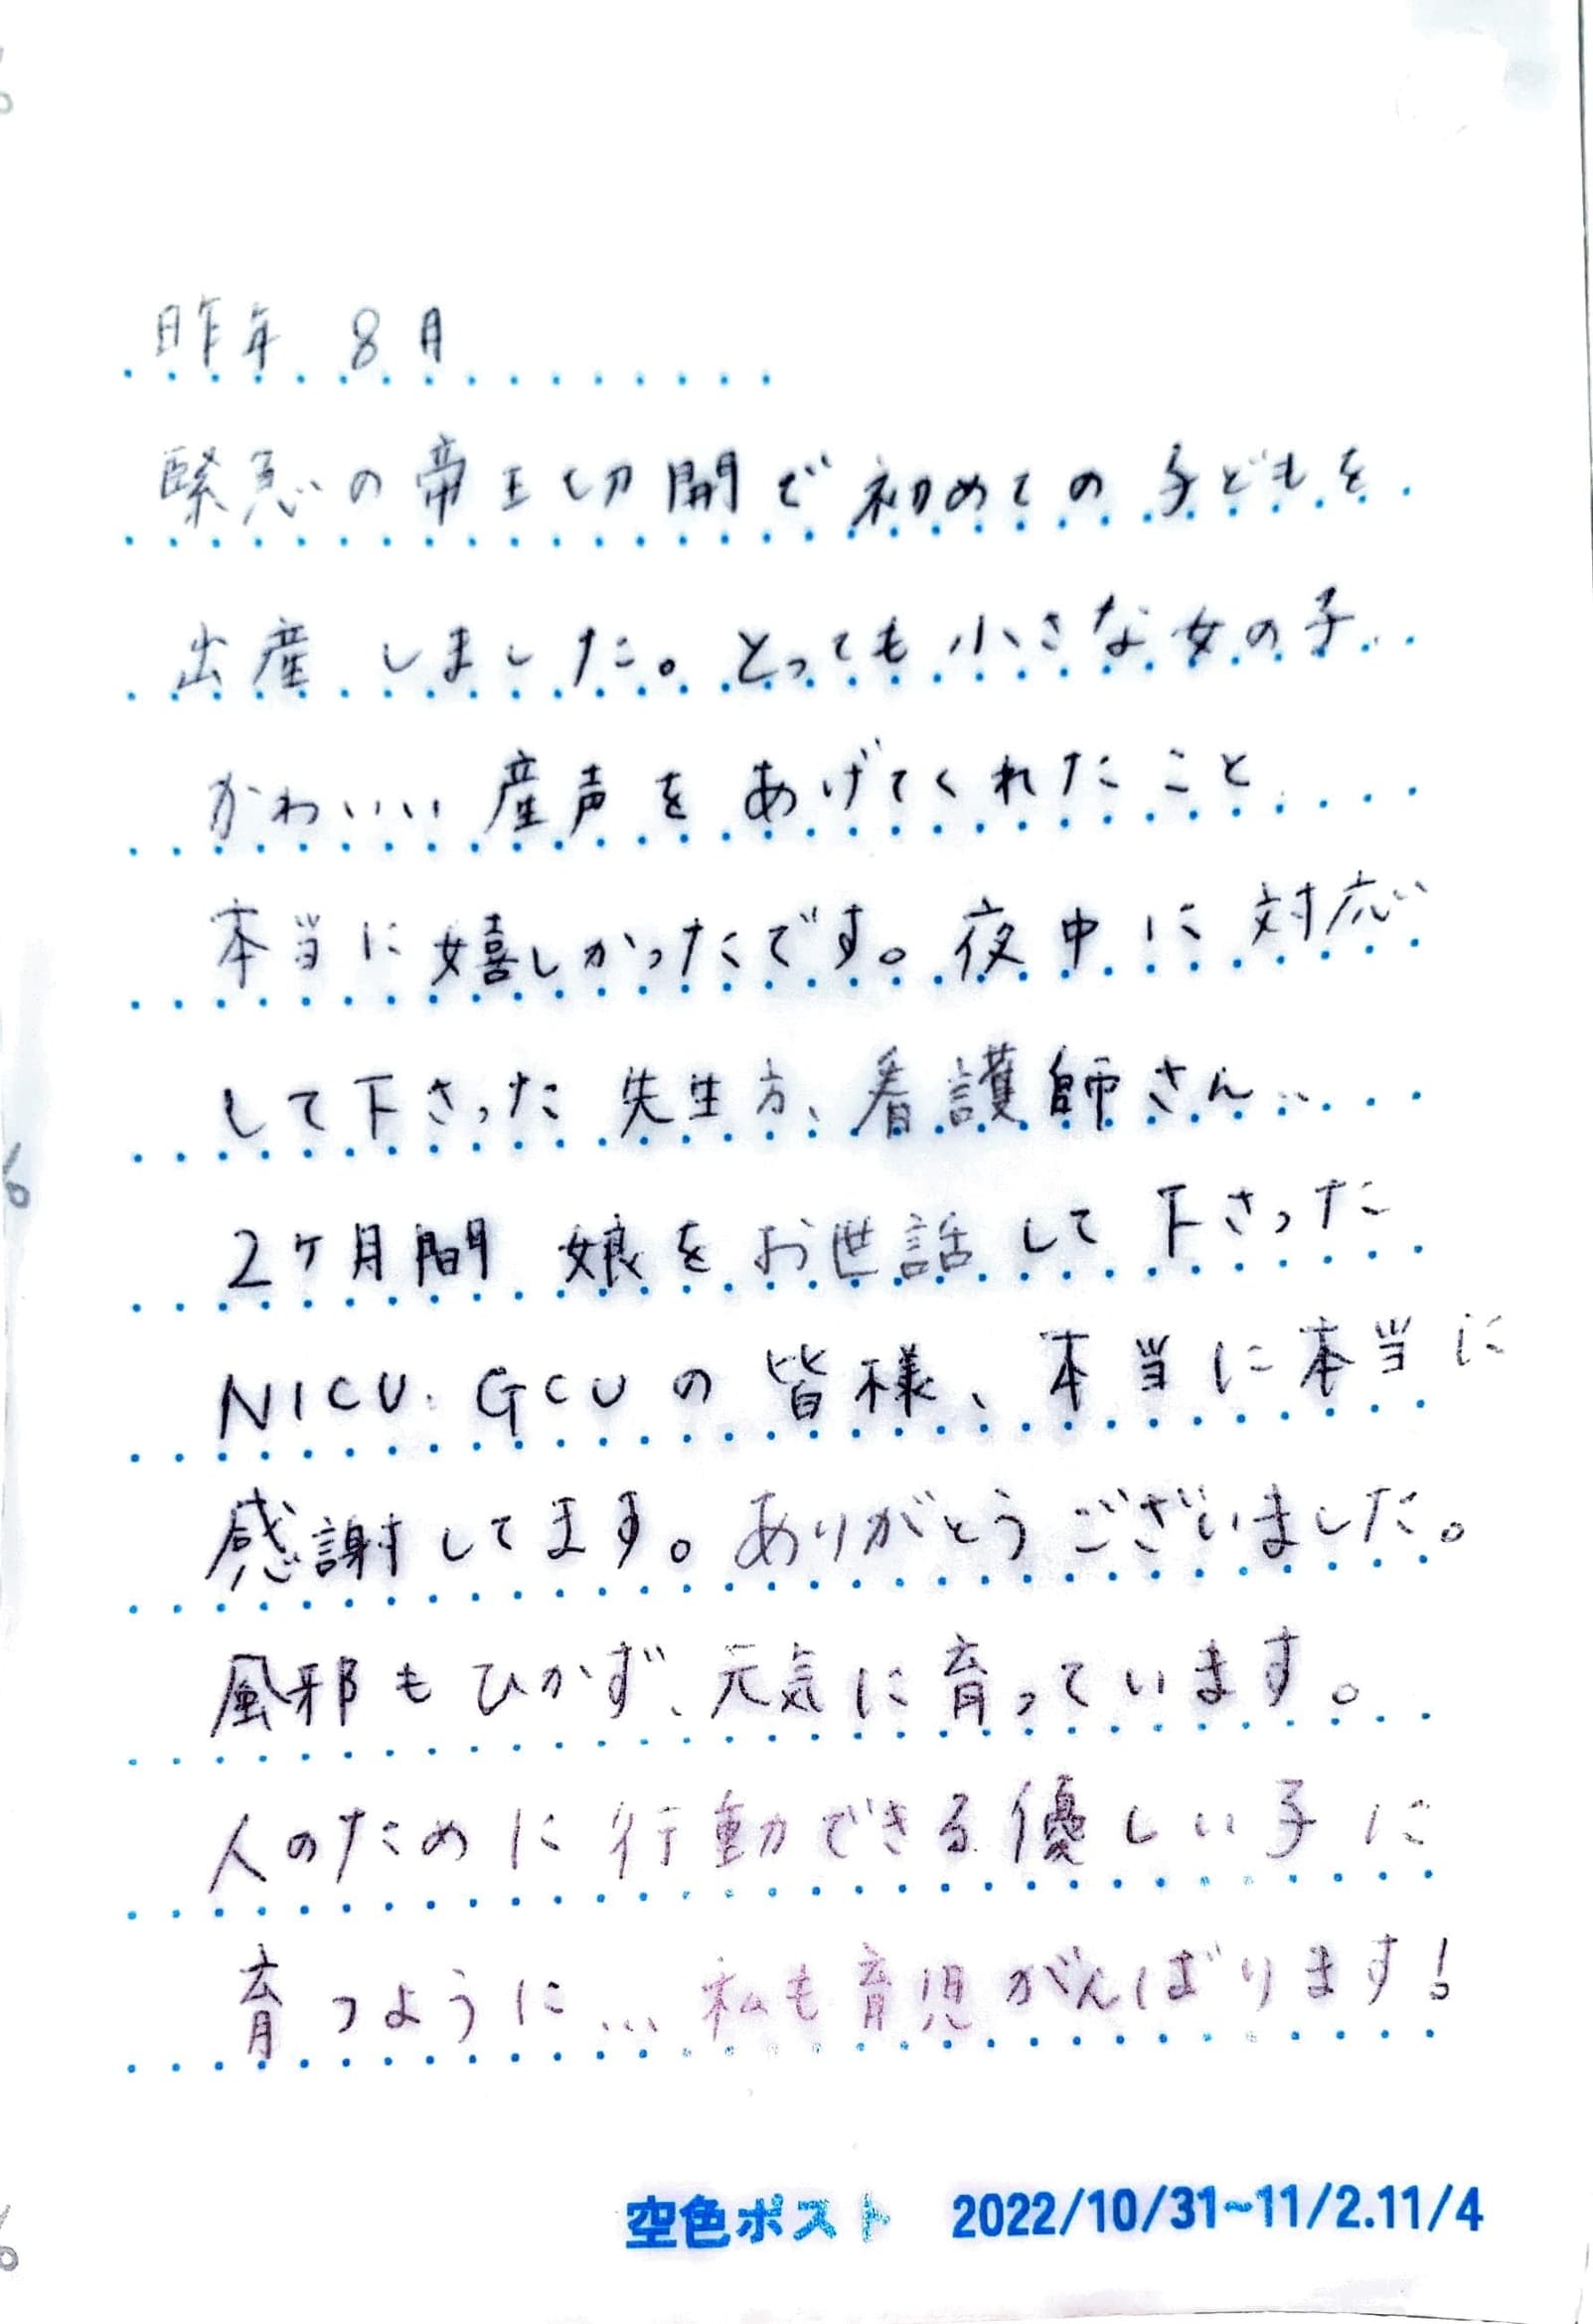 昨年 8月
緊急の帝王切開で初めての子どもを
出産しました。とっても小さな女の子
かわいい産声をあげてくれたこと
本当に嬉しかったです。夜中に対応
して下さった先生方、看護師さん、
2ヶ月間 娘をお世話して下さった
NICU.GCUの皆様、本当に本当に
感謝してます。ありがとうございました。
風邪もひかず、元気に育っています。
人のために行動できる優しい子に
育つように… 私も育児がんばります!
空色ポスト 2022/10/31~11/2.11/4